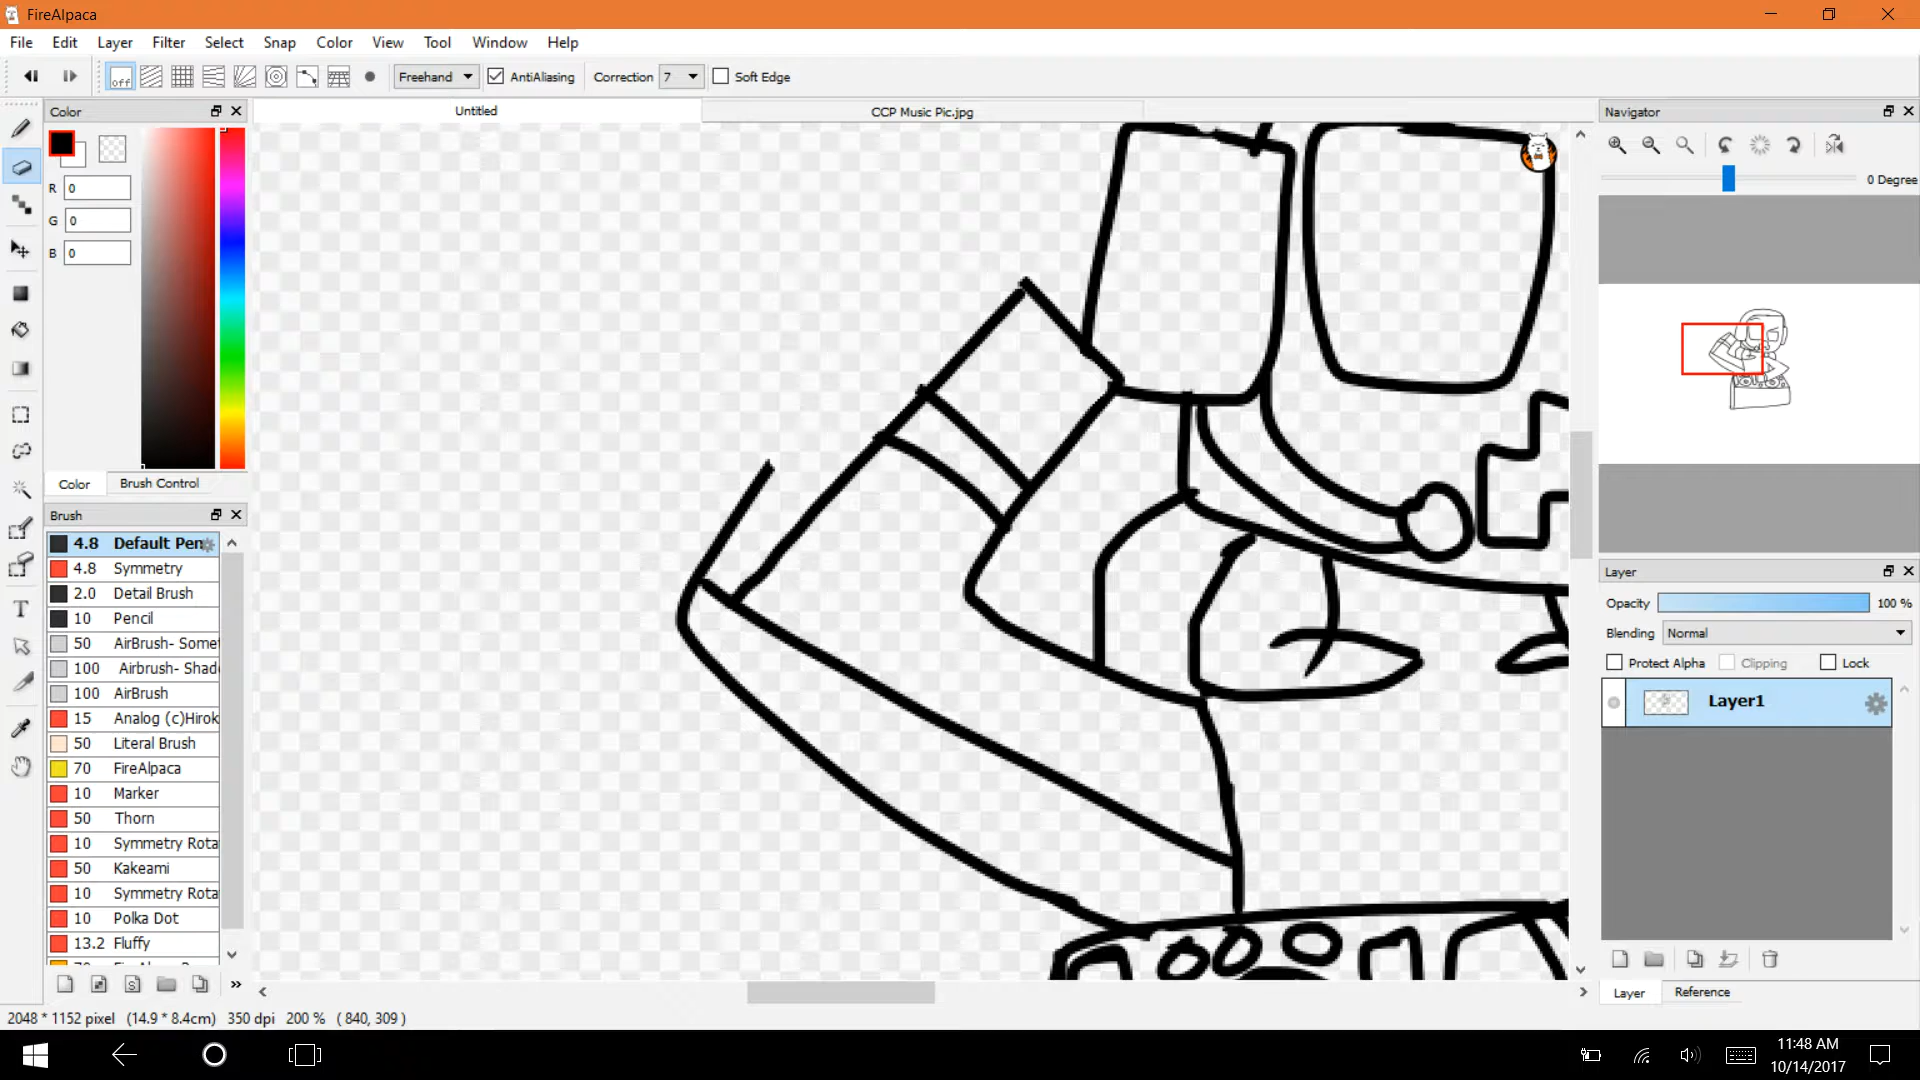 FireAlpaca
File Edit Layer Filter Select Snap Color View Tool Window Help
off Freehand AntiAliasing Correction 7 Soft Edge
Color
Untitled
CCP Music Pic.jpg
Navigator
0 Degree
R 0
G 0
B 0
Color Brush Control
Brush
4.8 Default Pen
4.8 Symmetry
2.0 Detail Brush
10 Pencil
50 AirBrush- Somet
100 Airbrush- Shad
100 AirBrush
15 Analog (c)Hirok
50 Literal Brush
70 FireAlpaca
10 Marker
50 Thorn
10 Symmetry Rota
50 Kakeami
10 Symmetry Rota
10 Polka Dot
13.2 Fluffy
Layer
Opacity 100 %
Blending Normal
Protect Alpha Clipping Lock
Layer1
Layer Reference
2048 * 1152 pixel (14.9 * 8.4cm) 350 dpi 200 % ( 840, 309 )
11:48 AM
10/14/2017